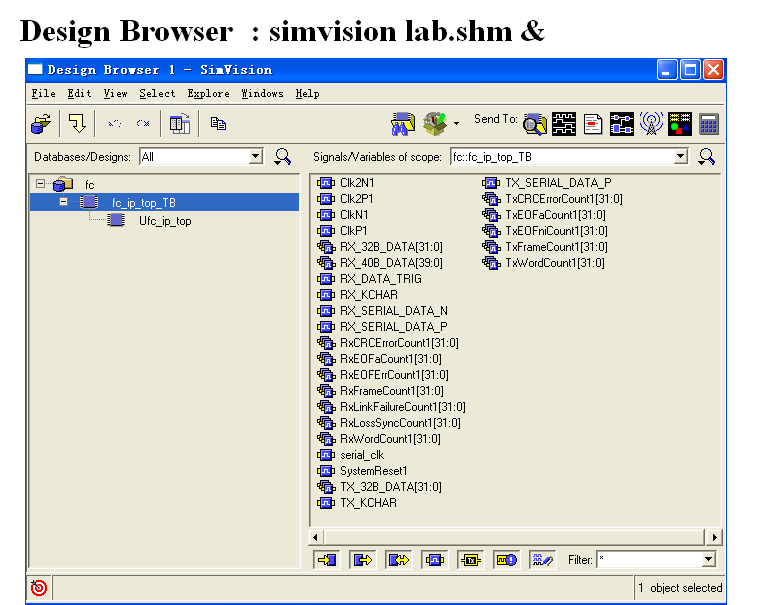 Design Browser : simvision lab.shm &
Design Browser 1 - SimVision
File Edit View Select Explore Windows Help
Send To:
Databases/Designs: All Signals/Variables of scope: fc::fc_ip_top_TB
fc
fc_ip_top_TB
Ufc_ip_top
Clk2N1
Clk2P1
ClkN1
ClkP1
RX_32B_DATA[31:0]
RX_40B_DATA[39:0]
RX_DATA_TRIG
RX_KCHAR
RX_SERIAL_DATA_N
RX_SERIAL_DATA_P
RxCRCErrorCount1[31:0]
RxEOFaCount1[31:0]
RxEOFErrCount1[31:0]
RxFrameCount1[31:0]
RxLinkFailureCount1[31:0]
RxLossSyncCount1[31:0]
RxWordCount1[31:0]
serial_clk
SystemReset1
TX_32B_DATA[31:0]
TX_KCHAR
TX_SERIAL_DATA_P
TxCRCErrorCount1[31:0]
TxEOFaCount1[31:0]
TxEOFniCount1[31:0]
TxFrameCount1[31:0]
TxWordCount1[31:0]
Filter: *
1 object selected